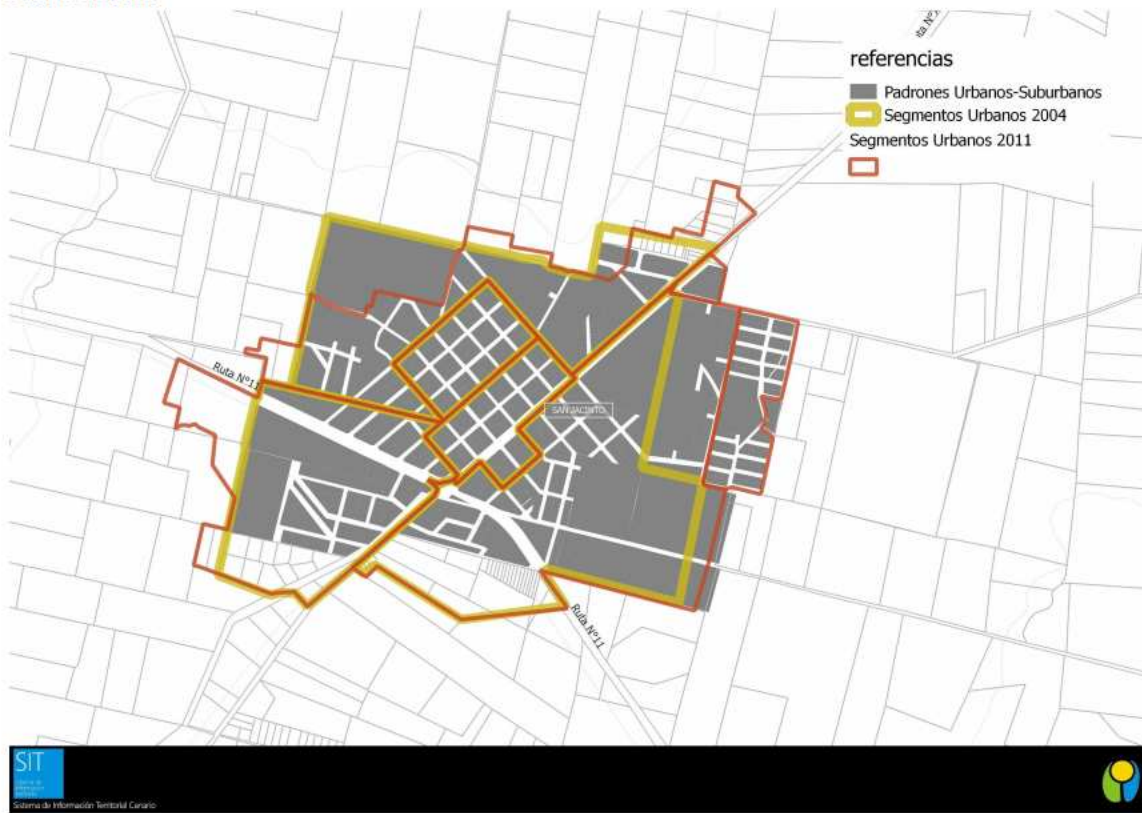 referencias
Padrones Urbanos-Suburbanos
Segmentos Urbanos 2004
Segmentos Urbanos 2011
Ruta Nº11
SAN JACINTO
Ruta Nº11
SIT
Sistema de Información Territorial Canario